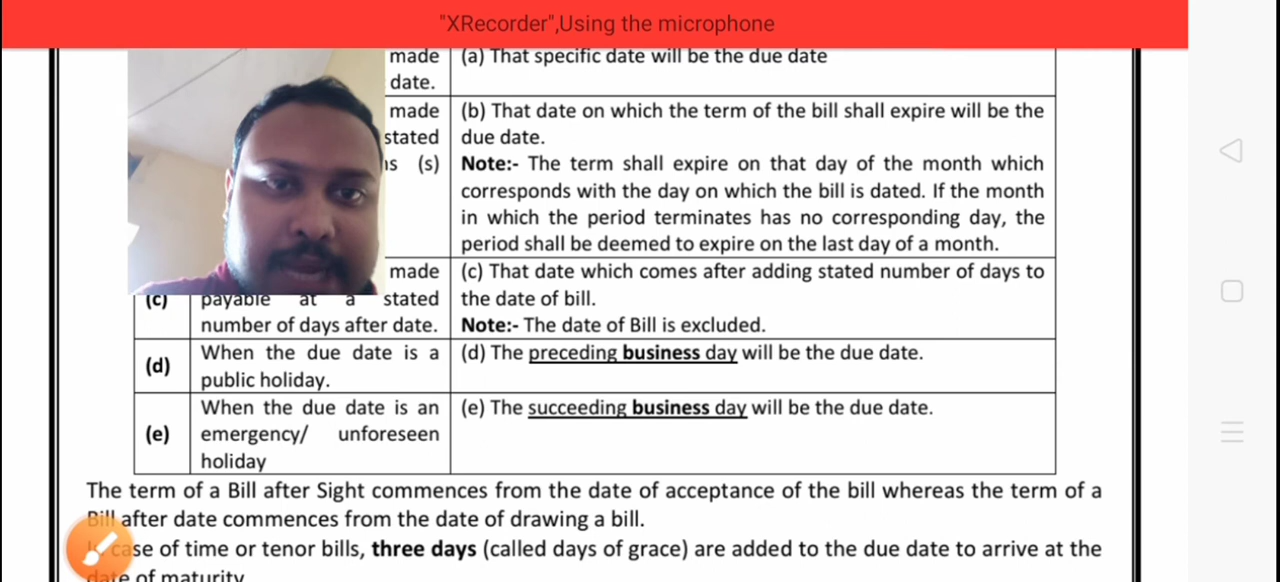 "XRecorder",Using the microphone
made (a) That specific date will be the due date
date.
made (b) That date on which the term of the bill shall expire will be the
stated due date.
(s) Note:- The term shall expire on that day of the month which
corresponds with the day on which the bill is dated. If the month
in which the period terminates has no corresponding day, the
period shall be deemed to expire on the last day of a month.
made (c) That date which comes after adding stated number of days to
(c) payable at a stated the date of bill.
number of days after date. Note:- The date of Bill is excluded.
(d) When the due date is a (d) The preceding business day will be the due date.
public holiday.
When the due date is an (e) The succeeding business day will be the due date.
(e) emergency/ unforeseen
holiday
The term of a Bill after Sight commences from the date of acceptance of the bill whereas the term of a
Bill after date commences from the date of drawing a bill.
case of time or tenor bills, three days (called days of grace) are added to the due date to arrive at the
date of maturity